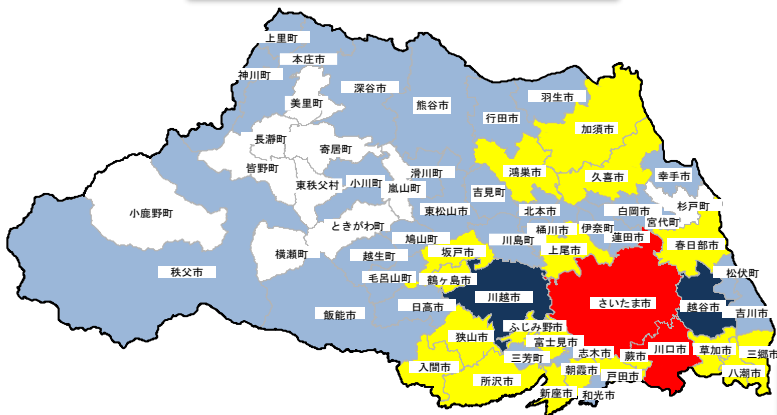 上里町
本庄市
神川町
深谷市
美里町
熊谷市
羽生市
行田市
加須市
長瀞町
寄居町
皆野町
滑川町
鴻巣市
久喜市
幸手市
東秩父村
小川町
嵐山町
吉見町
小鹿野町
東松山市
北本市
白岡市
杉戸町
宮代町
ときがわ町
桶川市
伊奈町
蓮田市
横瀬町
鳩山町
川島町
春日部市
越生町
坂戸市
上尾市
秩父市
毛呂山町
鶴ヶ島市
松伏町
川越市
さいたま市
越谷市
飯能市
日高市
吉川市
ふじみ野市
狭山市
富士見市
三芳町
志木市
蕨市
川口市
草加市
三郷市
入間市
所沢市
朝霞市
戸田市
八潮市
新座市
和光市